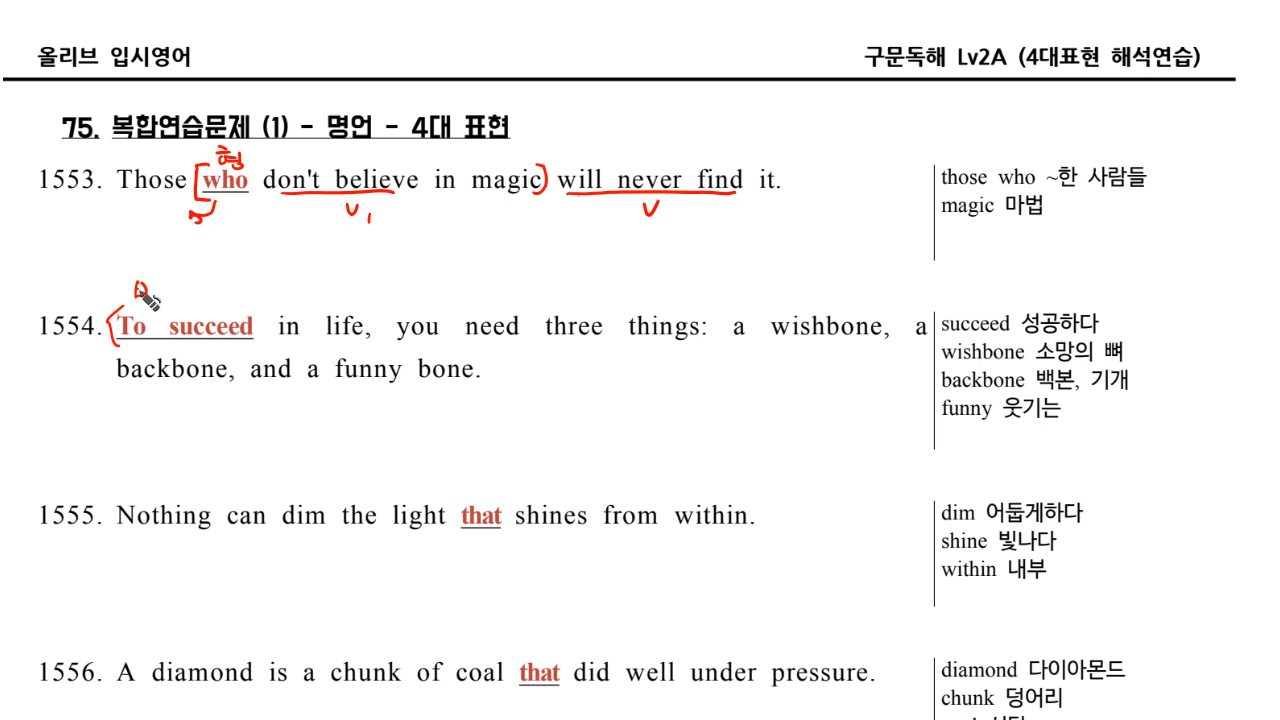 올리브 입시영어
구문독해 Lv2A (4대표현 해석연습)
75. 복합연습문제 (1) - 명언 - 4대 표현
형
1553. Those who don't believe in magic will never find it.
V 1
V
those who ~한 사람들
magic 마법
1554. To succeed in life, you need three things: a wishbone, a
backbone, and a funny bone.
succeed 성공하다
wishbone 소망의 뼈
backbone 백본, 기개
funny 웃기는
1555. Nothing can dim the light that shines from within.
dim 어둡게하다
shine 빛나다
within 내부
1556. A diamond is a chunk of coal that did well under pressure.
diamond 다이아몬드
chunk 덩어리